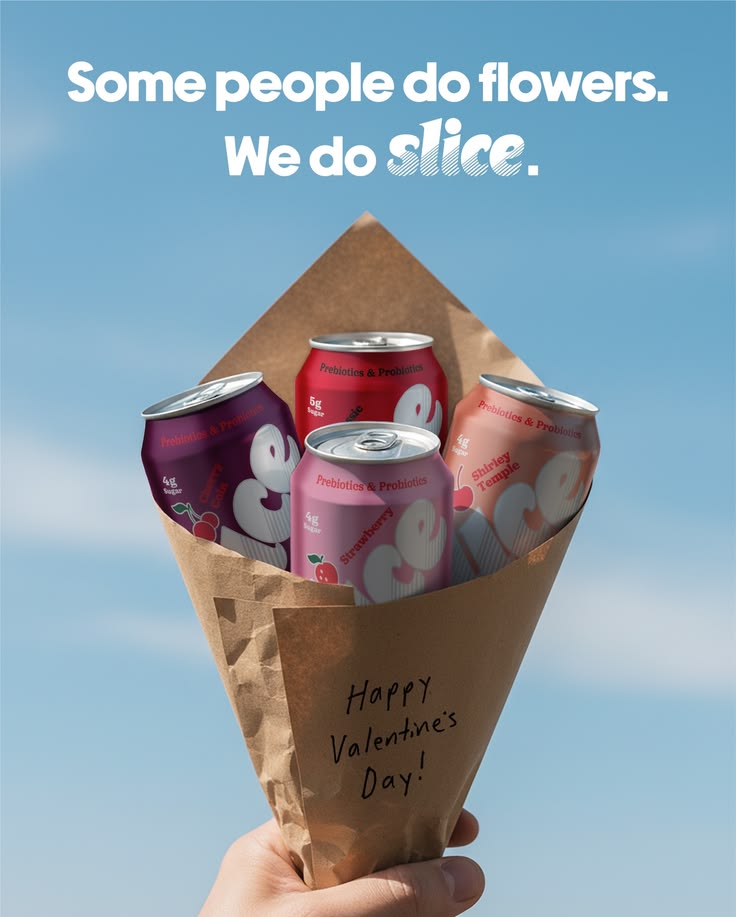 Some people do flowers.
We do slice.
Prebiotics & Probiotics
5g
Sugar
Prebiotics & Probiotics
4g
Sugar
Cherry
Cola
Prebiotics & Probiotics
4g
Sugar
Strawberry
Prebiotics & Probiotics
4g
Sugar
Shirley
Temple
Happy
Valentine's
Day!